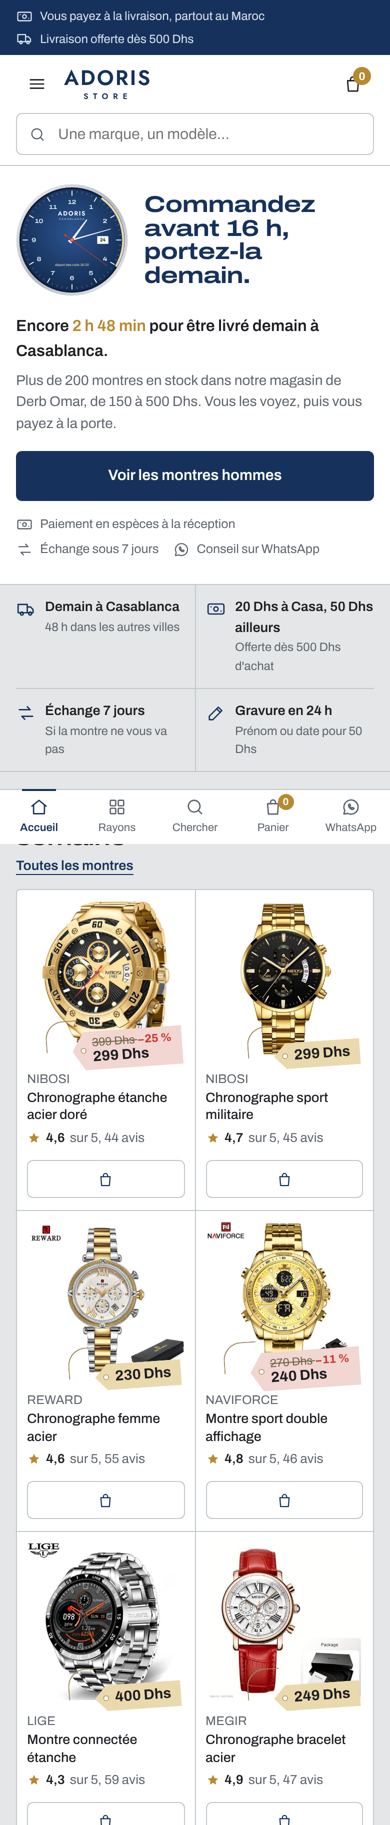 Vous payez à la livraison, partout au Maroc
Livraison offerte dès 500 Dhs
ADORIS
STORE
0
Une marque, un modèle...
ADORIS
Commandez
avant 16 h,
portez-la
demain.
Encore 2 h 48 min pour être livré demain à
Casablanca.
Plus de 200 montres en stock dans notre magasin de
Derb Omar, de 150 à 500 Dhs. Vous les voyez, puis vous
payez à la porte.
Voir les montres hommes
Paiement en espèces à la réception
Échange sous 7 jours
Conseil sur WhatsApp
Demain à Casablanca
48 h dans les autres villes
20 Dhs à Casa, 50 Dhs
ailleurs
Offerte dès 500 Dhs
d'achat
Échange 7 jours
Si la montre ne vous va
pas
Gravure en 24 h
Prénom ou date pour 50
Dhs
Accueil
Rayons
Chercher
0
Panier
WhatsApp
Toutes les montres
399 Dhs −25 %
299 Dhs
NIBOSI
Chronographe étanche
acier doré
4,6 sur 5, 44 avis
299 Dhs
NIBOSI
Chronographe sport
militaire
4,7 sur 5, 45 avis
REWARD
230 Dhs
REWARD
Chronographe femme
acier
4,6 sur 5, 55 avis
NAVIFORCE
270 Dhs −11 %
240 Dhs
NAVIFORCE
Montre sport double
affichage
4,8 sur 5, 46 avis
LIGE
400 Dhs
LIGE
Montre connectée
étanche
4,3 sur 5, 59 avis
Package
249 Dhs
MEGIR
Chronographe bracelet
acier
4,9 sur 5, 47 avis